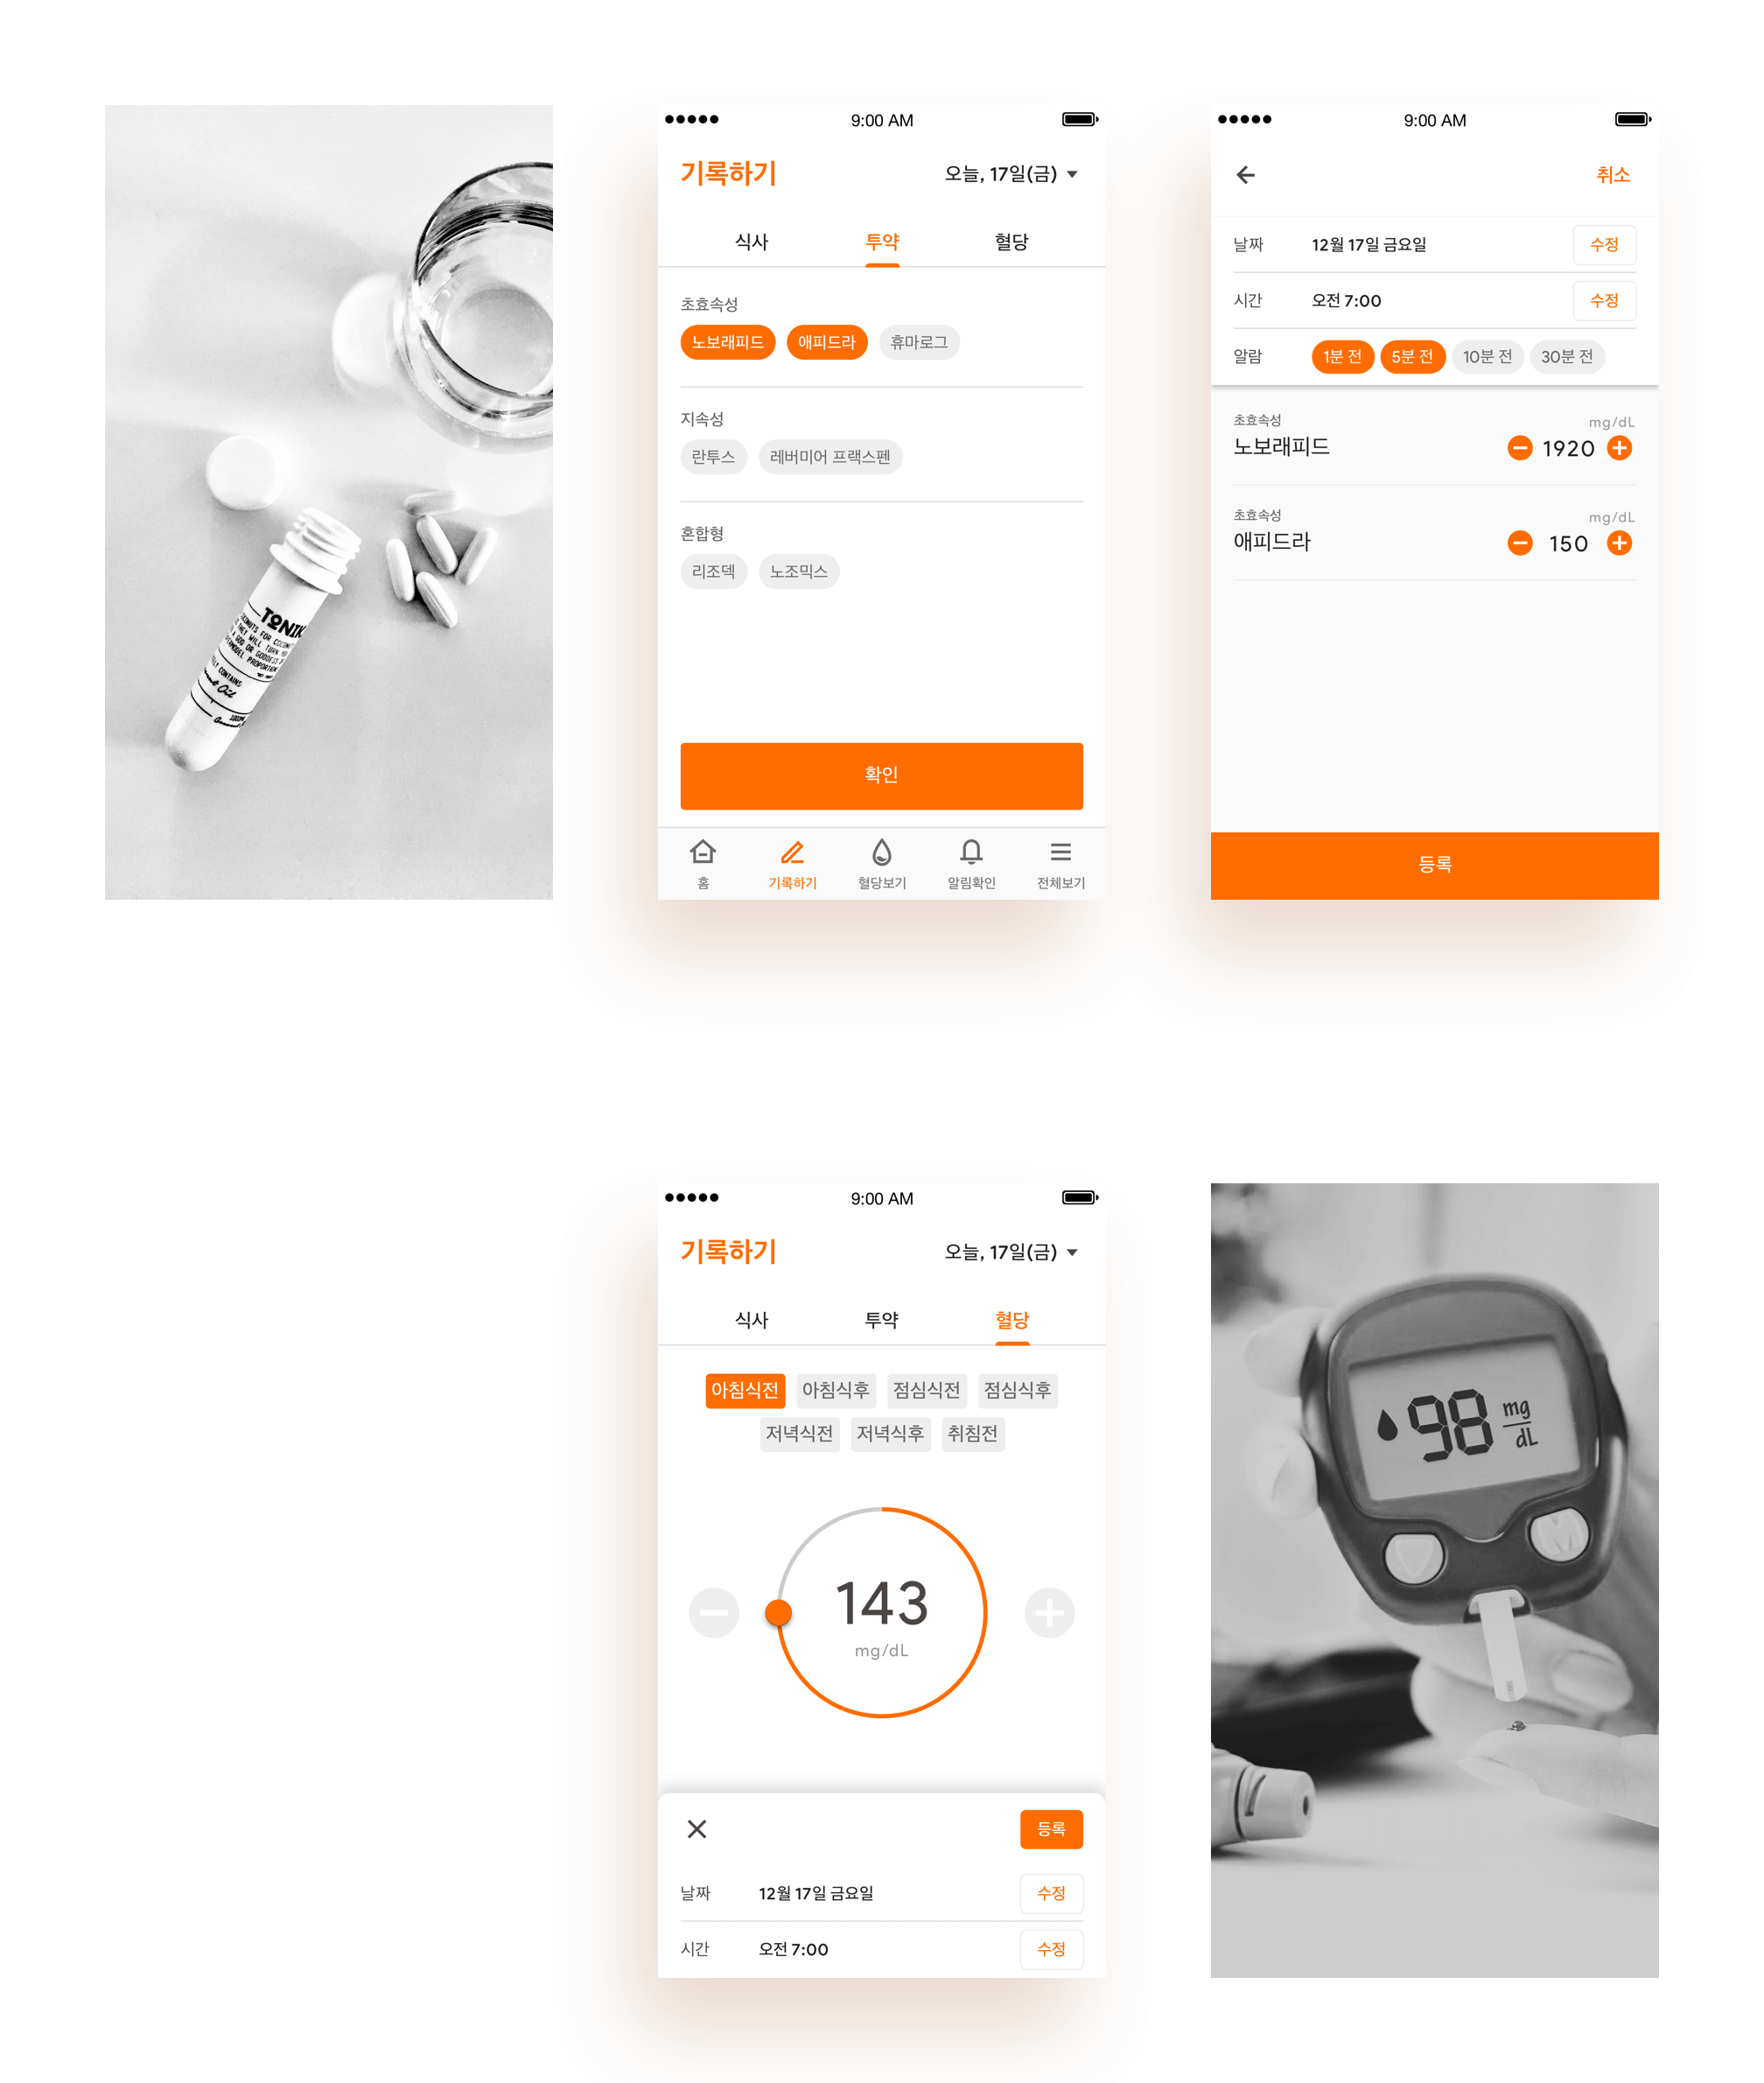 TONIK
9:00 AM
기록하기
오늘, 17일(금)
식사 투약 혈당
초효속성
노보래피드 애피드라 휴마로그
지속성
란투스 레버미어 프랙스펜
혼합형
리조덱 노조믹스
확인
홈 기록하기 혈당보기 알림확인 전체보기
9:00 AM
취소
날짜 12월 17일 금요일 수정
시간 오전 7:00 수정
알람 1분 전 5분 전 10분 전 30분 전
초효속성 mg/dL
노보래피드 1920
초효속성 mg/dL
애피드라 150
등록
9:00 AM
기록하기
오늘, 17일(금)
식사 투약 혈당
아침식전 아침식후 점심식전 점심식후
저녁식전 저녁식후 취침전
143
mg/dL
등록
날짜 12월 17일 금요일 수정
시간 오전 7:00 수정
98 mg
dL
M